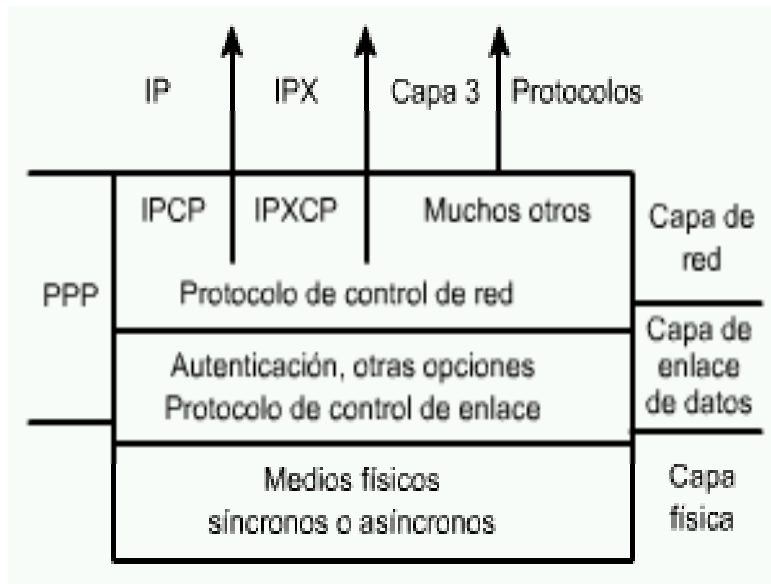 IP IPX Capa 3 Protocolos
IPCP IPXCP Muchos otros
Capa de
red
PPP
Protocolo de control de red
Autenticación, otras opciones
Protocolo de control de enlace
Capa de
enlace
de datos
Medios físicos
síncronos o asíncronos
Capa
física